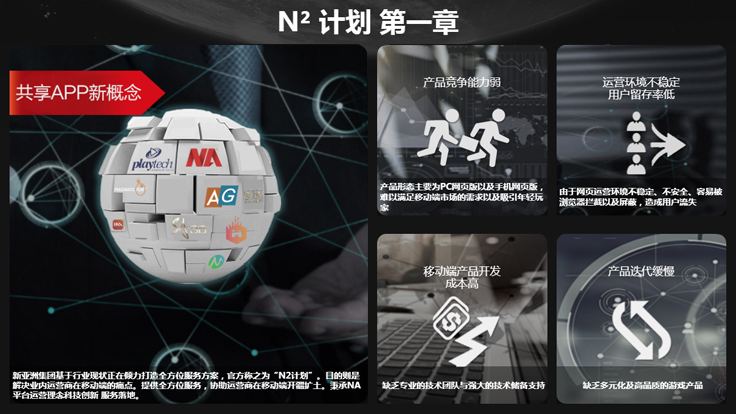 N² 计划 第一章
共享APP新概念
playtech
NA
AG
新亚洲集团基于行业现状正在倾力打造全方位服务方案，官方称之为“N2计划”。目的则是
解决业内运营商在移动端的痛点。提供全方位服务，协助运营商在移动开疆扩土。秉承NA
平台运营理念科技创新 服务落地。
产品竞争能力弱
产品形态主要为PC网页版以及手机网页版，
难以满足移动端市场的需求以及吸引年轻玩
家
运营环境不稳定
用户留存率低
由于网页运营环境不稳定、不安全、容易被
浏览器拦截以及屏蔽，造成用户流失
移动端产品开发
成本高
缺乏专业的技术团队与强大的技术储备支持
产品迭代缓慢
缺乏多元化及高品质的游戏产品